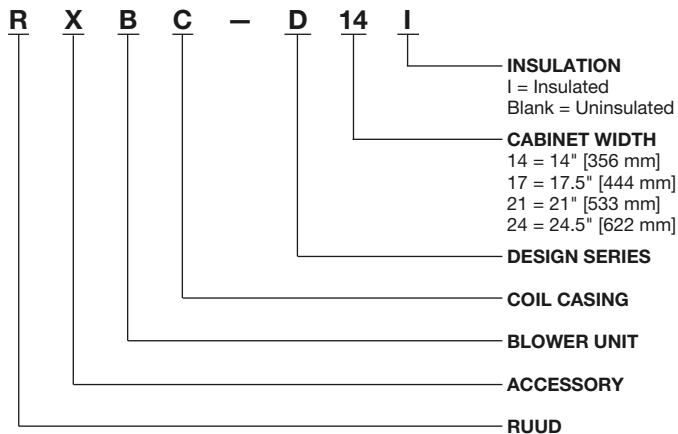 R X B C — D 14 I
INSULATION
I = Insulated
Blank = Uninsulated
CABINET WIDTH
14 = 14" [356 mm]
17 = 17.5" [444 mm]
21 = 21" [533 mm]
24 = 24.5" [622 mm]
DESIGN SERIES
COIL CASING
BLOWER UNIT
ACCESSORY
RUUD